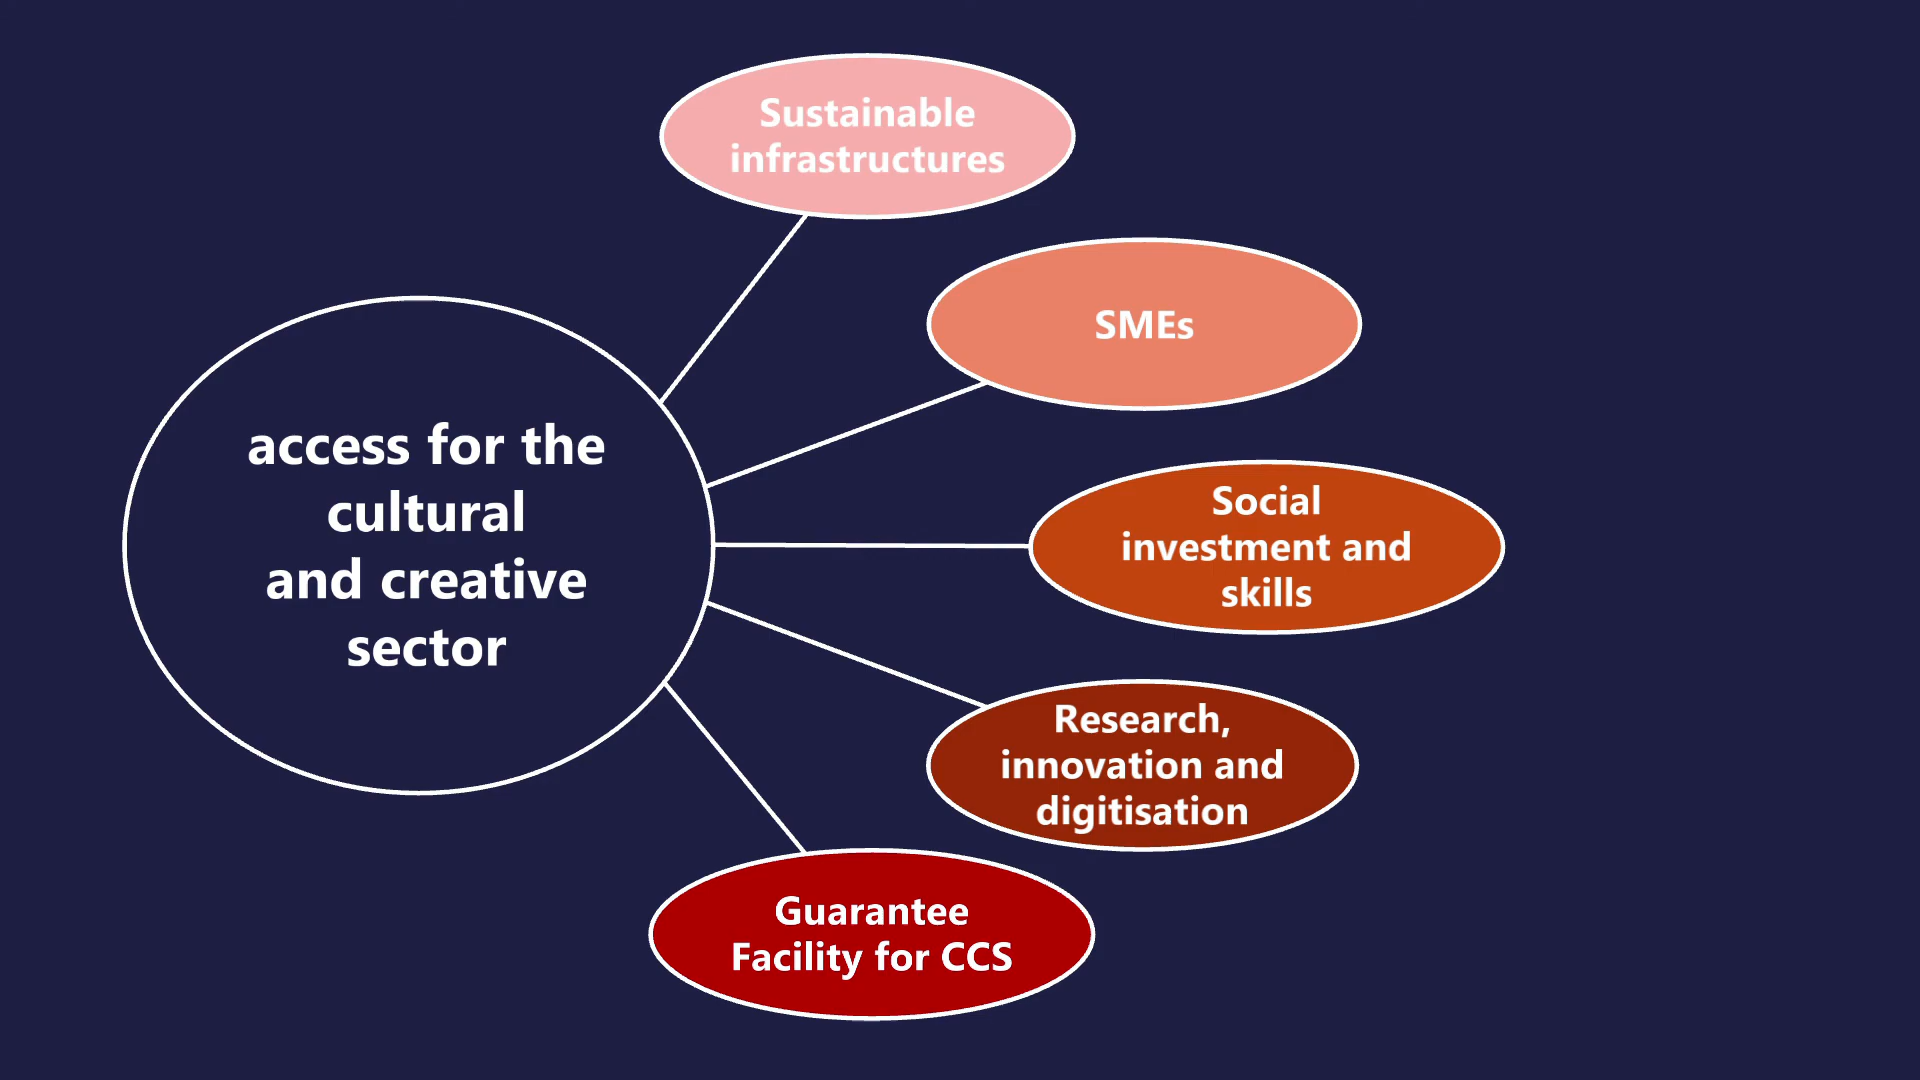 Sustainable
infrastructures
SMEs
access for the
cultural
and creative
sector
Social
investment and
skills
Research,
innovation and
digitisation
Guarantee
Facility for CCS